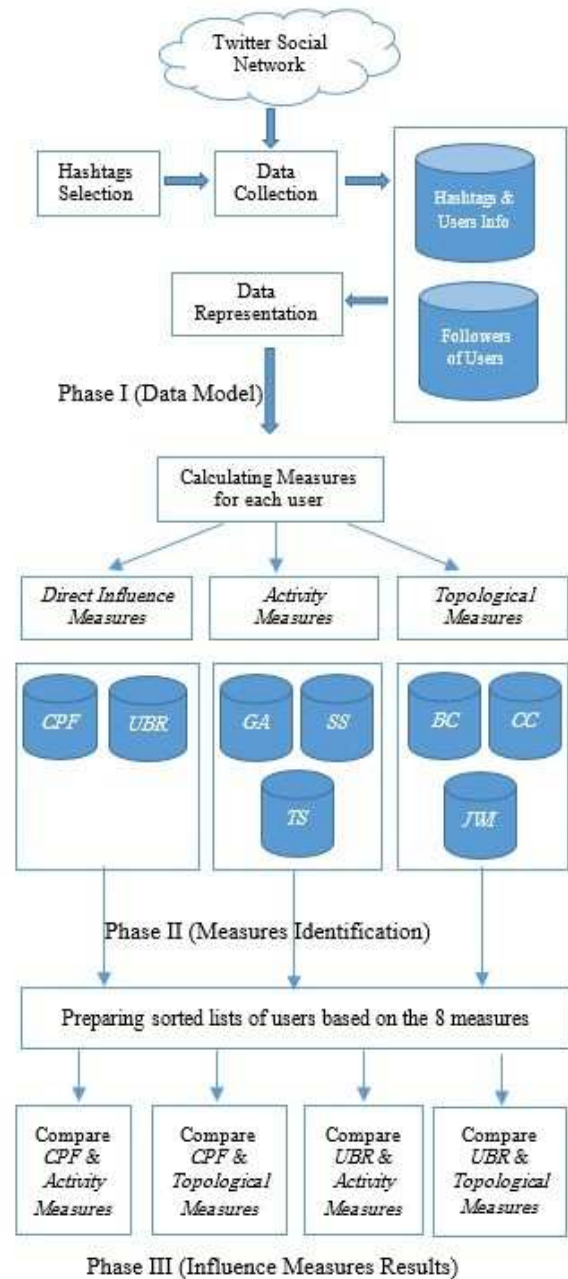 Twitter Social
Network
Hashtags
Selection
Data
Collection
Hashtags &
Users Info
Data
Representation
Followers
of Users
Phase I (Data Model)
Calculating Measures
for each user
Direct Influence
Measures
Activity
Measures
Topological
Measures
CPF
UBR
GA
SS
TS
BC
CC
JWI
Phase II (Measures Identification)
Preparing sorted lists of users based on the 8 measures
Compare
CPF &
Activity
Measures
Compare
CPF &
Topological
Measures
Compare
UBR &
Activity
Measures
Compare
UBR &
Topological
Measures
Phase III (Influence Measures Results)